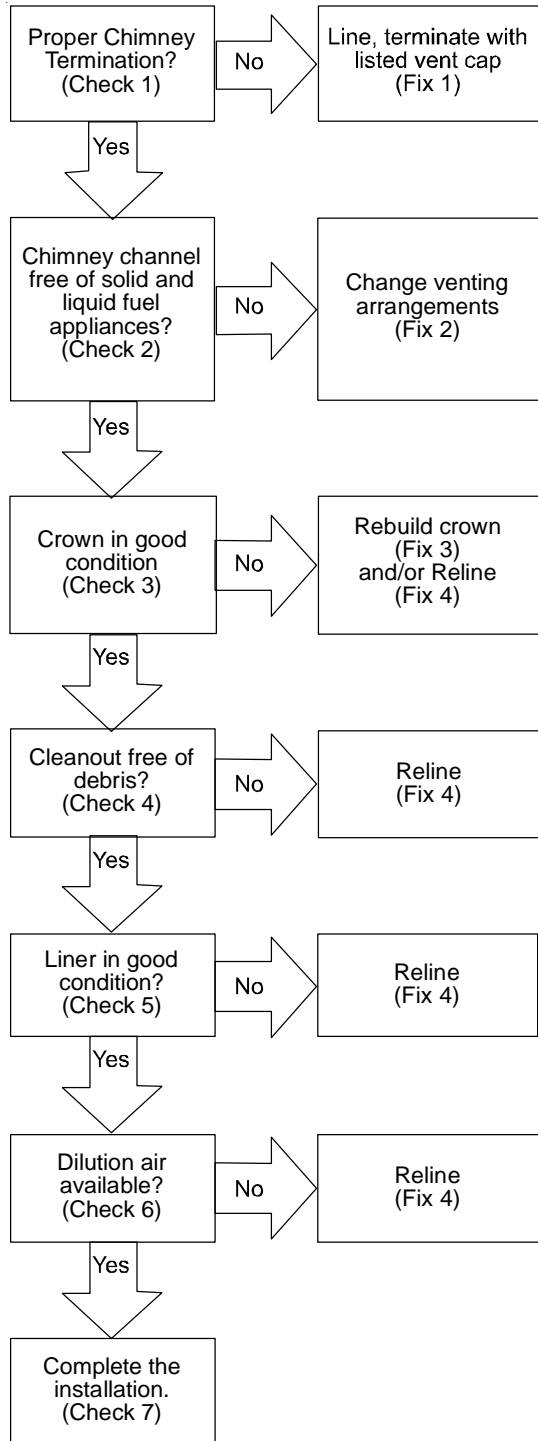 Proper Chimney
Termination?
(Check 1)
No
Line, terminate with
listed vent cap
(Fix 1)
Yes
Chimney channel
free of solid and
liquid fuel
appliances?
(Check 2)
No
Change venting
arrangements
(Fix 2)
Yes
Crown in good
condition
(Check 3)
No
Rebuild crown
(Fix 3)
and/or Reline
(Fix 4)
Yes
Cleanout free of
debris?
(Check 4)
No
Reline
(Fix 4)
Yes
Liner in good
condition?
(Check 5)
No
Reline
(Fix 4)
Yes
Dilution air
available?
(Check 6)
No
Reline
(Fix 4)
Yes
Complete the
installation.
(Check 7)